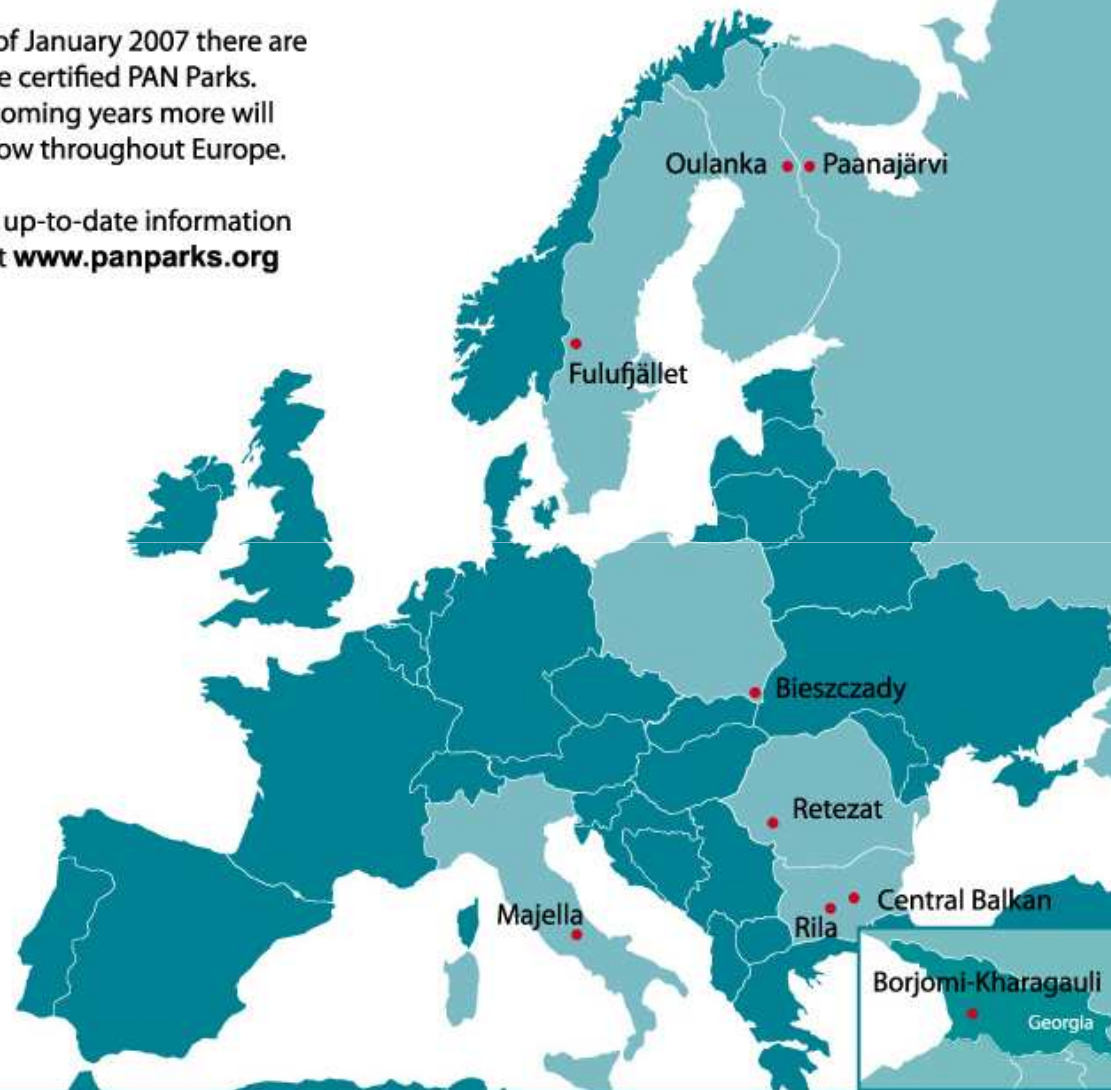 of January 2007 there are
e certified PAN Parks.
oming years more will
ow throughout Europe.
up-to-date information
t www.panparks.org
Oulanka
Paanajärvi
Fulufjället
Bieszczady
Retezat
Central Balkan
Rila
Majella
Borjomi-Kharagauli
Georgia